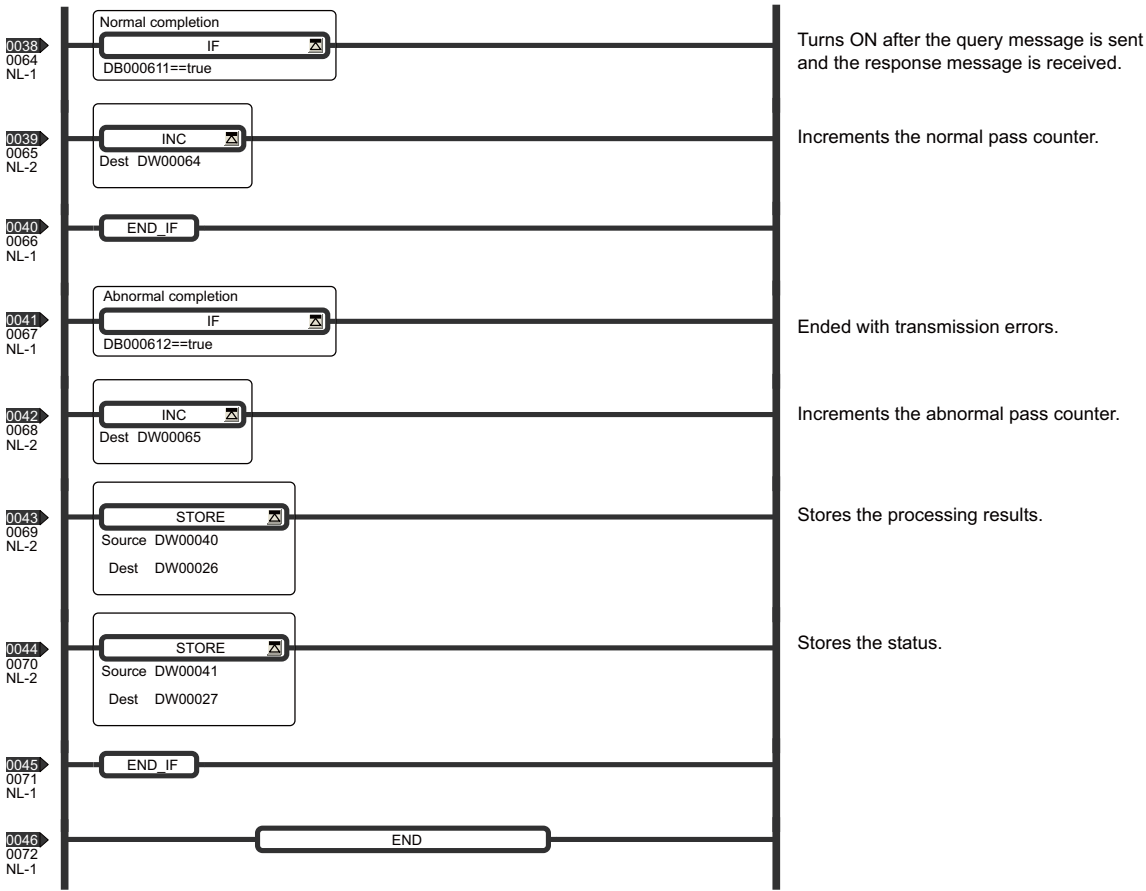 Normal completion
0038
0064
NL-1
IF
DB000611==true
Turns ON after the query message is sent
and the response message is received.
0039
0065
NL-2
INC
Dest DW00064
Increments the normal pass counter.
0040
0066
NL-1
END_IF
Abnormal completion
0041
0067
NL-1
IF
DB000612==true
Ended with transmission errors.
0042
0068
NL-2
INC
Dest DW00065
Increments the abnormal pass counter.
0043
0069
NL-2
STORE
Source DW00040
Dest DW00026
Stores the processing results.
0044
0070
NL-2
STORE
Source DW00041
Dest DW00027
Stores the status.
0045
0071
NL-1
END_IF
0046
0072
NL-1
END